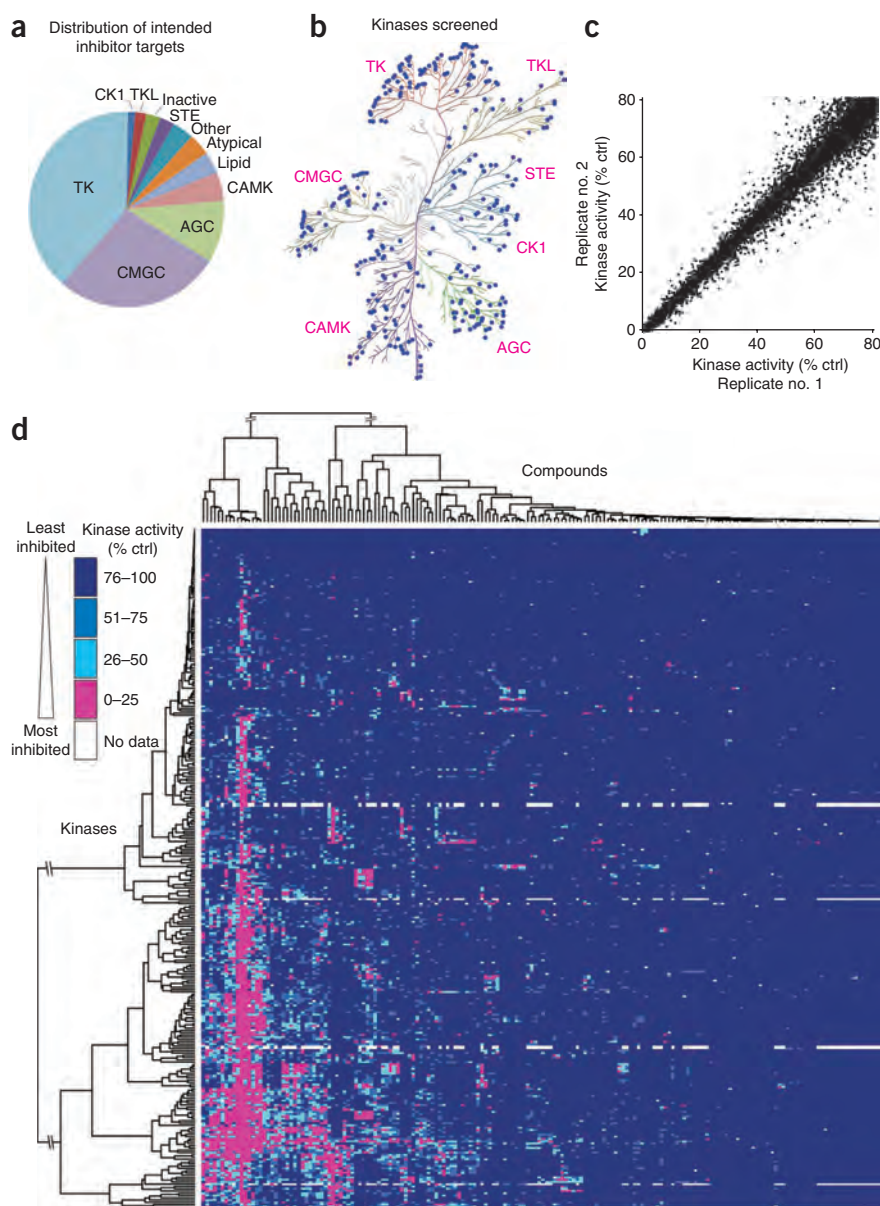 a
Distribution of intended
inhibitor targets
CK1 TKL
Inactive
STE
Other
Atypical
Lipid
CAMK
AGC
CMGC
TK
b
Kinases screened
TK
TKL
CMGC
STE
CK1
CAMK
AGC
c
80
60
40
20
0
Replicate no. 2
Kinase activity (% ctrl)
0 20 40 60 80
Kinase activity (% ctrl)
Replicate no. 1
d
Compounds
Least
inhibited
Most
inhibited
Kinase activity
(% ctrl)
76–100
51–75
26–50
0–25
No data
Kinases